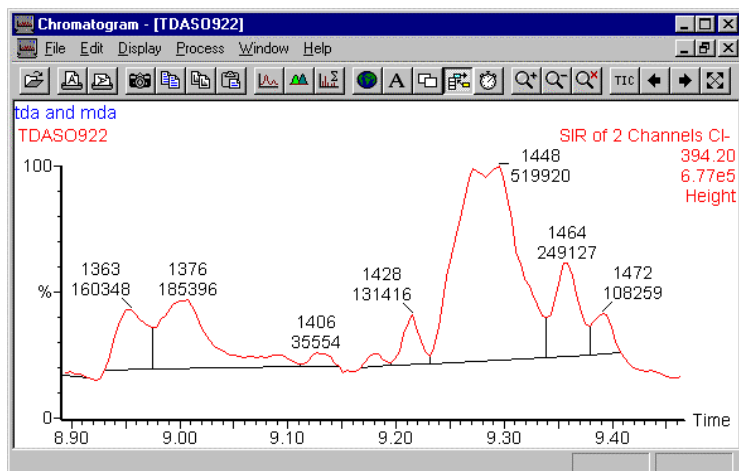 Chromatogram - [TDASO922]
File Edit Display Process Window Help
A A A TIC
tda and mda
TDASO922
SIR of 2 Channels CI-
394.20
6.77e5
Height
100
%
0
1363
160348
1376
185396
1406
35554
1428
131416
1448
519920
1464
249127
1472
108259
Time
8.90 9.00 9.10 9.20 9.30 9.40